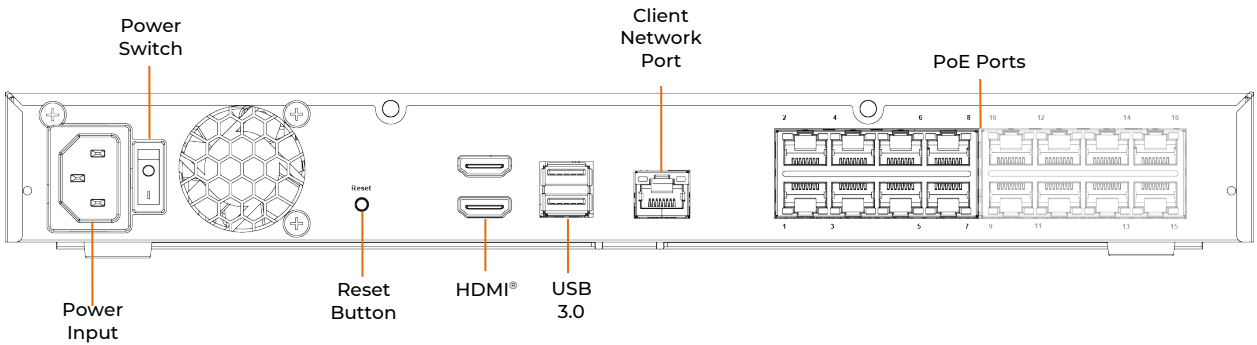 Power
Switch
Client
Network
Port
PoE Ports
2 4 6 8 10 12 14 16
Reset
1 3 5 7 9 11 13 15
Power
Input
Reset
Button
HDMI®
USB
3.0